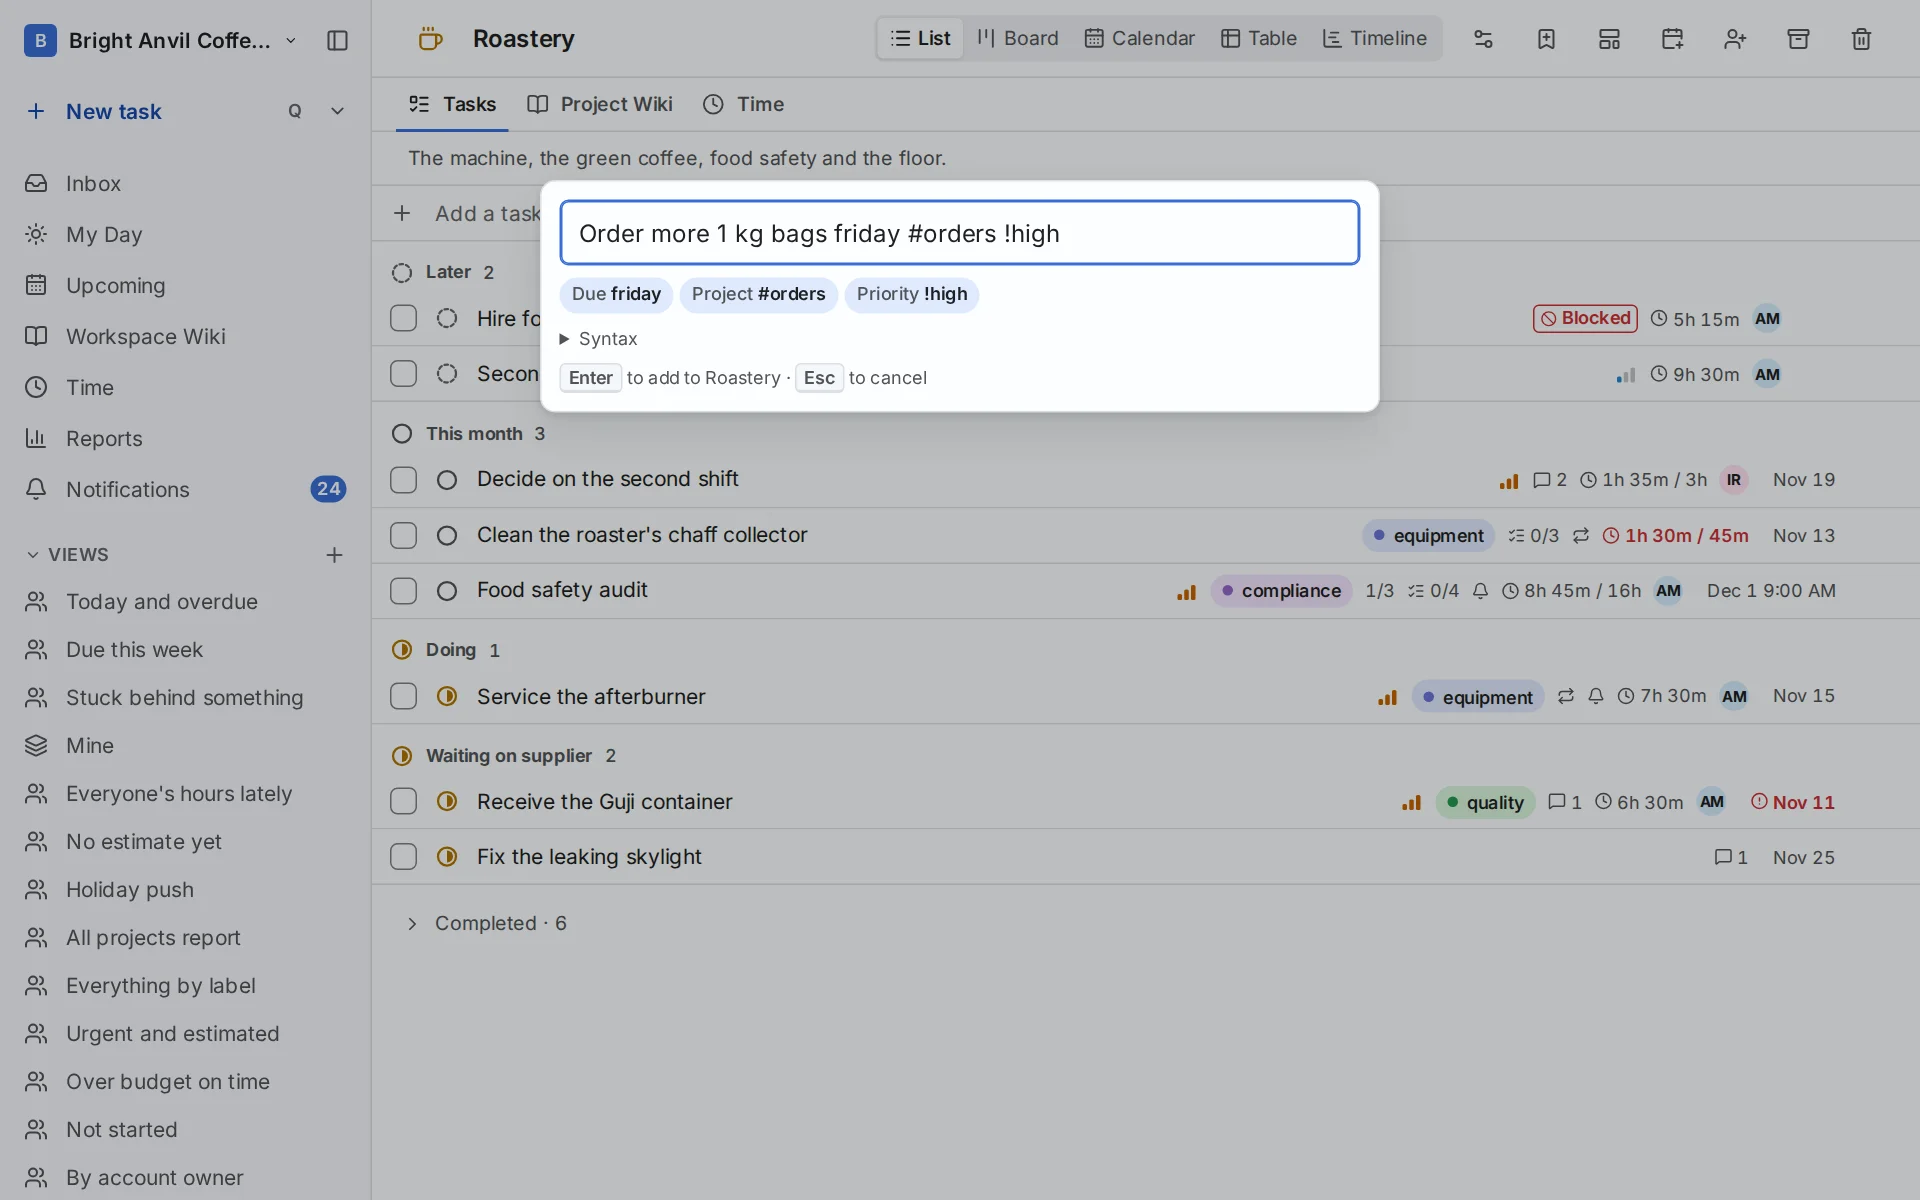 B Bright Anvil Coffe...
New task Q
Inbox
My Day
Upcoming
Workspace Wiki
Time
Reports
Notifications 24
VIEWS
Today and overdue
Due this week
Stuck behind something
Mine
Everyone's hours lately
No estimate yet
Holiday push
All projects report
Everything by label
Urgent and estimated
Over budget on time
Not started
By account owner
Roastery
List Board Calendar Table Timeline
Tasks Project Wiki Time
The machine, the green coffee, food safety and the floor.
Add a task
Order more 1 kg bags friday #orders !high
Due friday Project #orders Priority !high
Syntax
Enter to add to Roastery · Esc to cancel
Later 2
Hire fo
Blocked 5h 15m AM
Secon
9h 30m AM
This month 3
Decide on the second shift 2 1h 35m / 3h IR Nov 19
Clean the roaster's chaff collector equipment 0/3 1h 30m / 45m Nov 13
Food safety audit compliance 1/3 0/4 8h 45m / 16h AM Dec 1 9:00 AM
Doing 1
Service the afterburner equipment 7h 30m AM Nov 15
Waiting on supplier 2
Receive the Guji container quality 1 6h 30m AM Nov 11
Fix the leaking skylight 1 Nov 25
Completed · 6